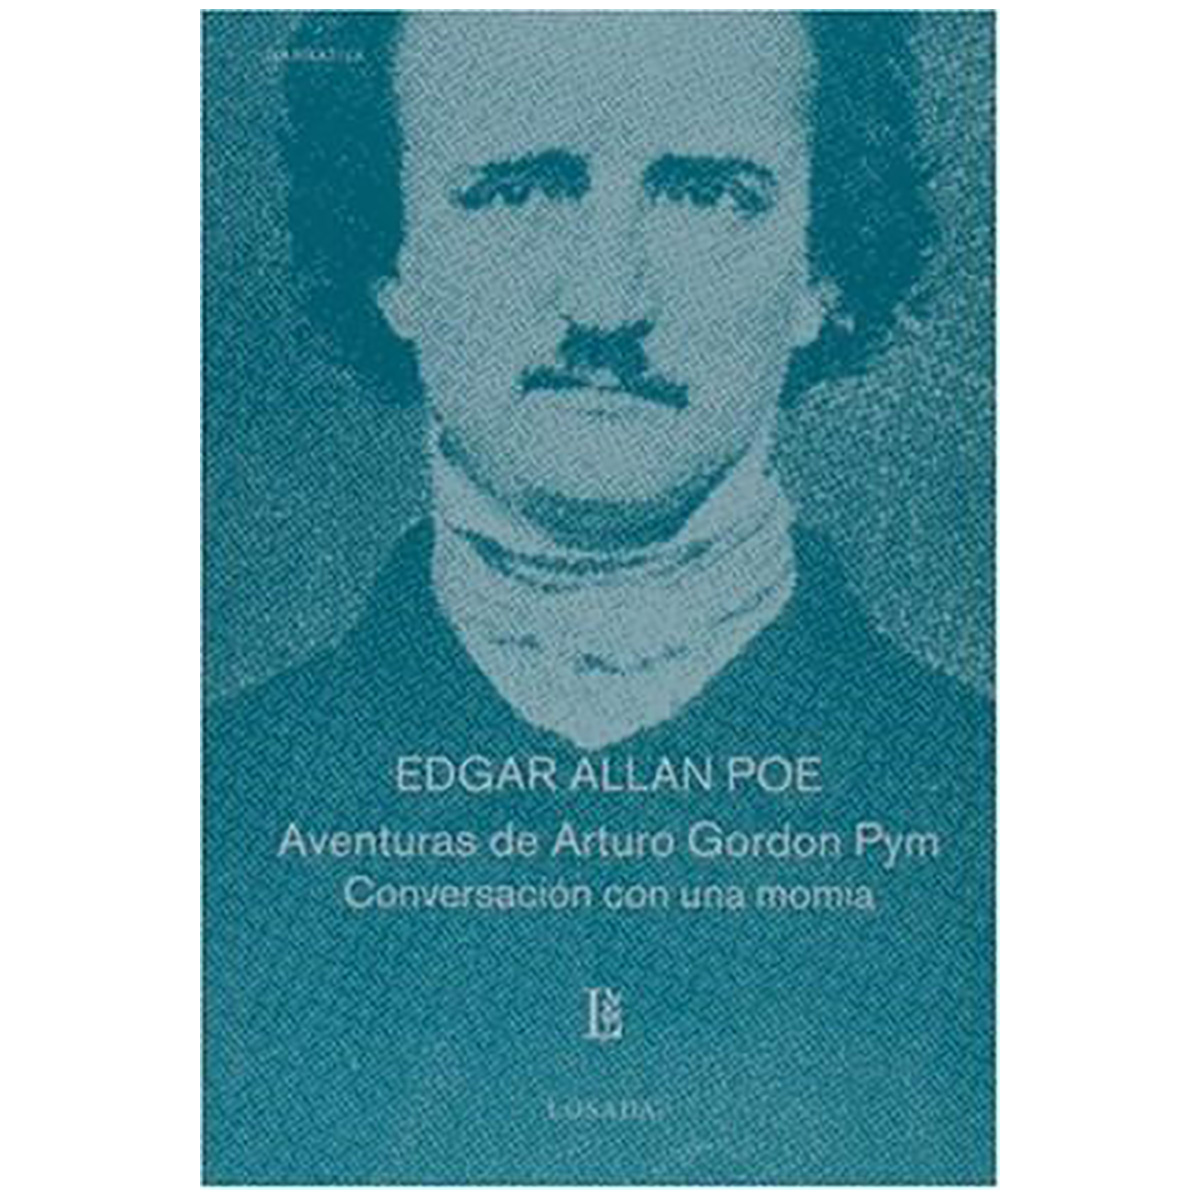 EDGAR ALLAN POE
Aventuras de Arturo Gordon Pym
Conversación con una momia
L
LOSADA